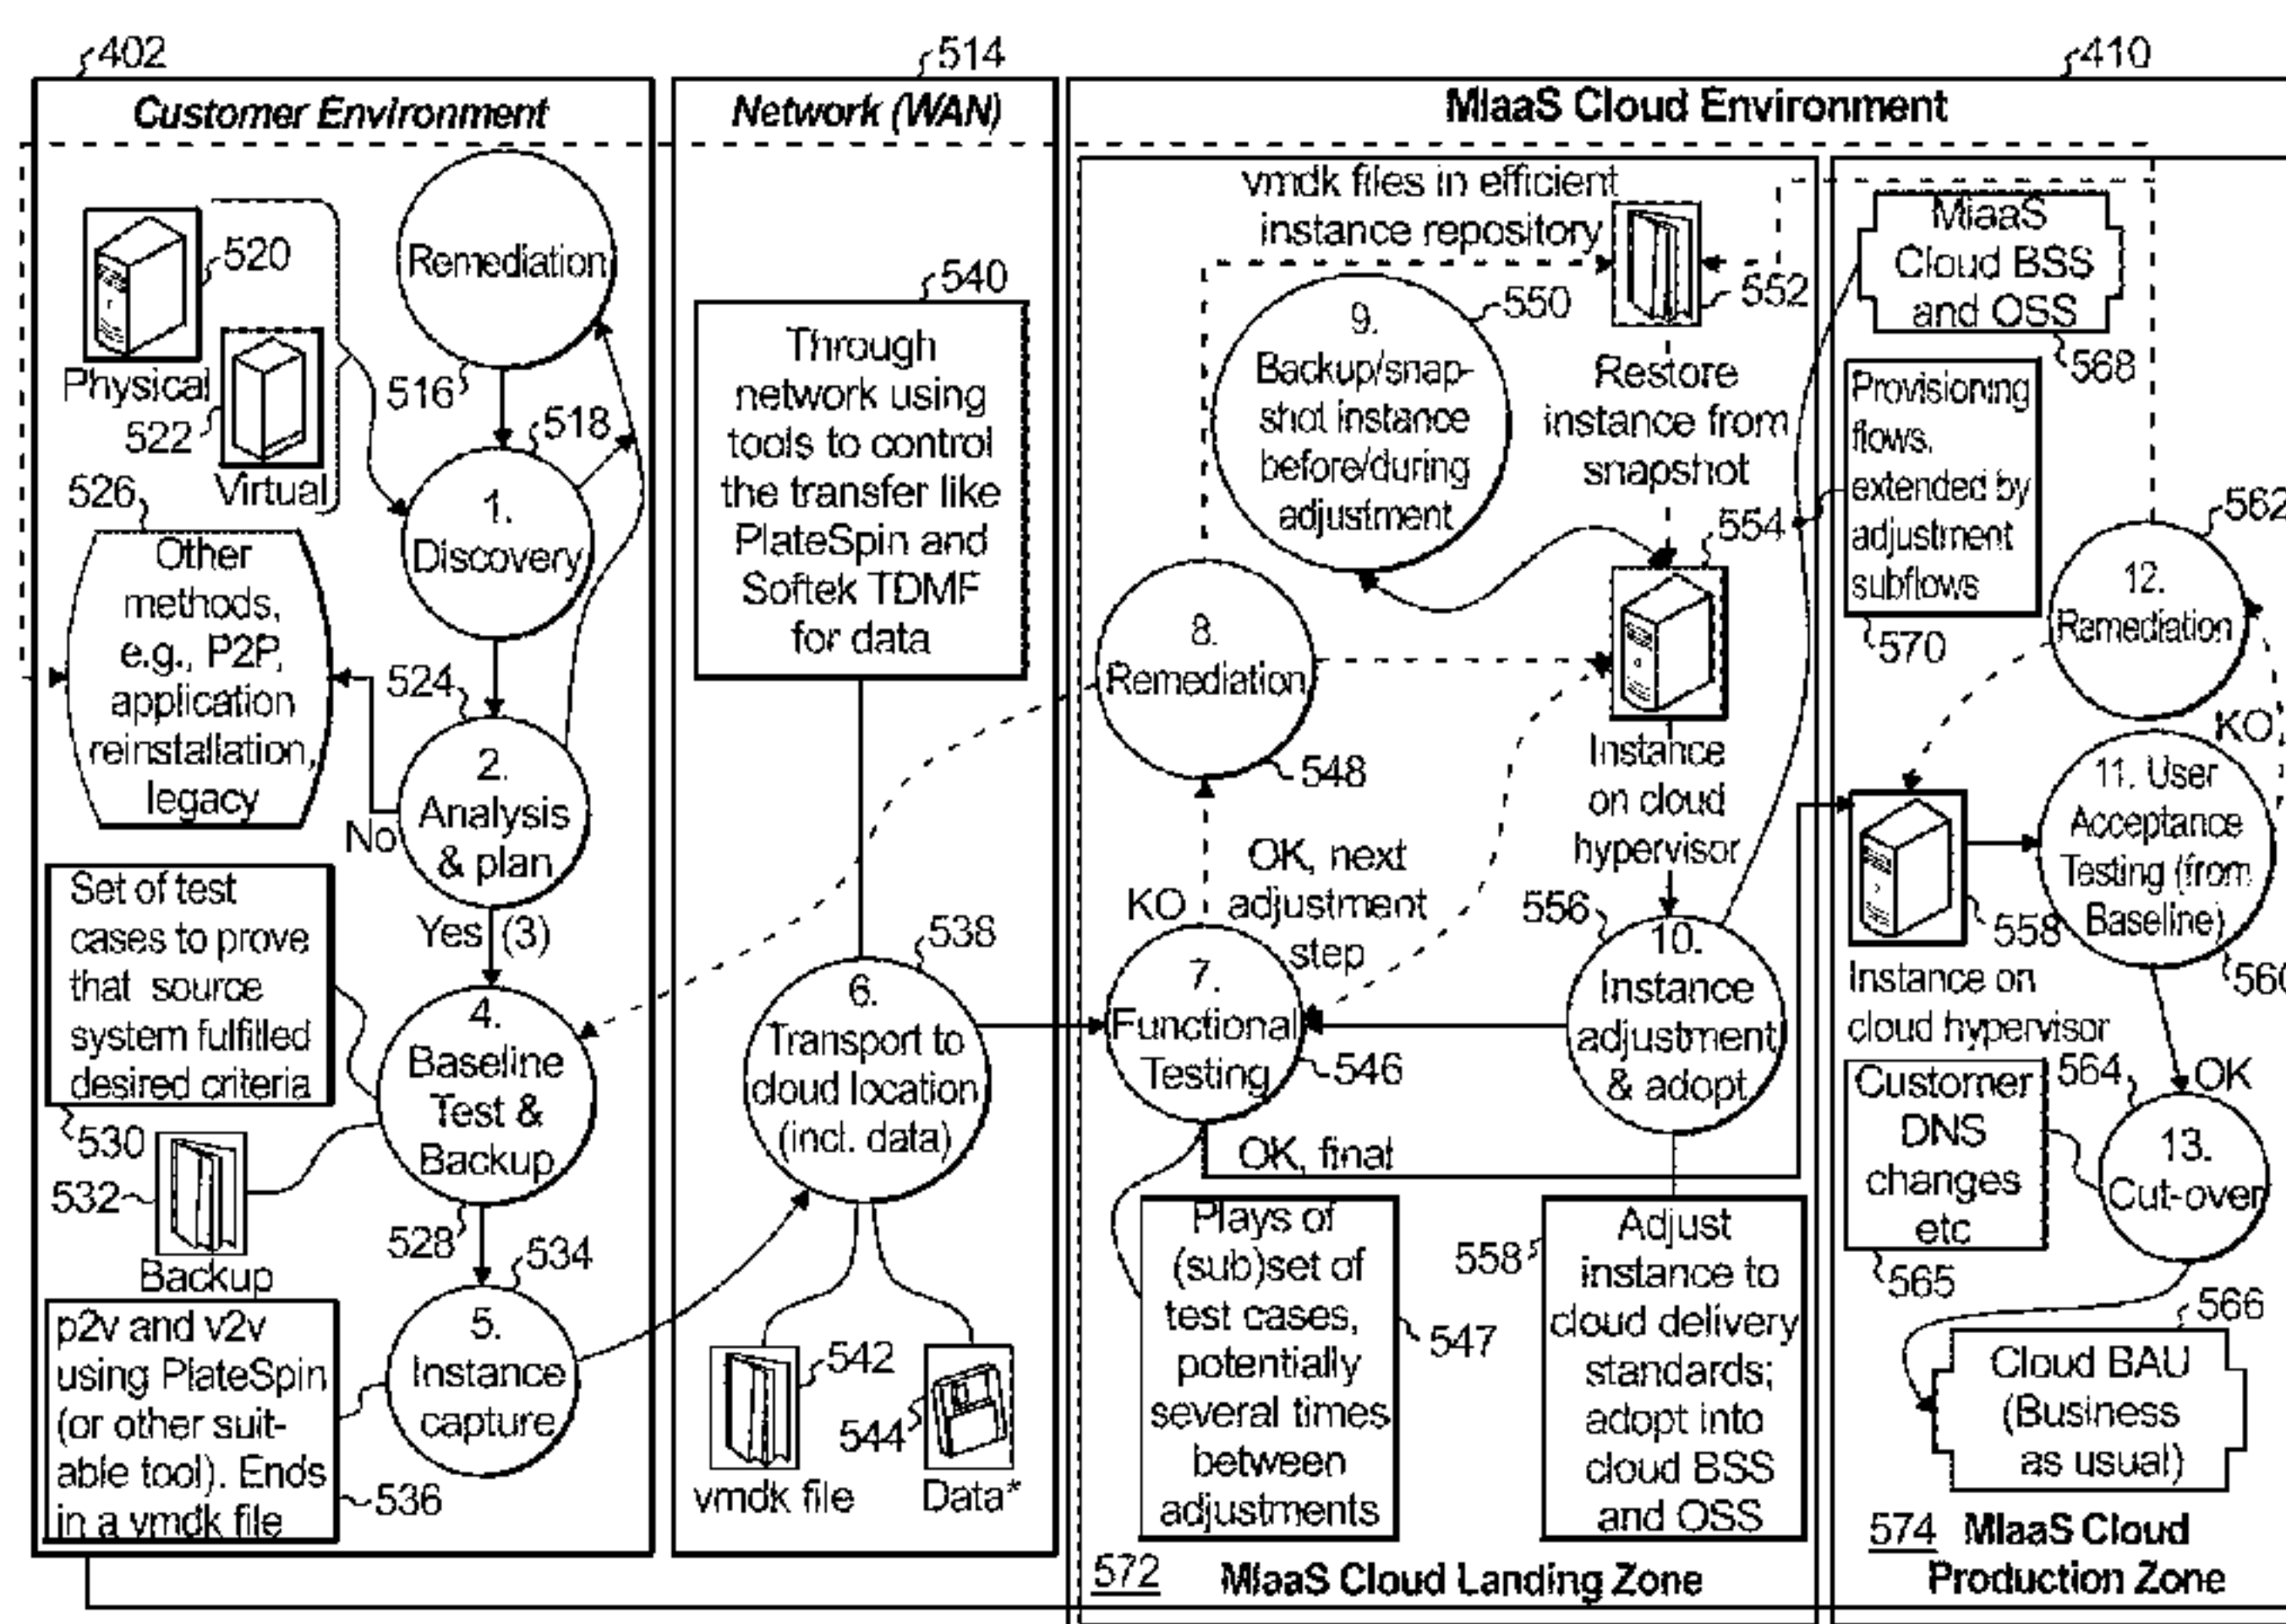 402
514
410
Customer Environment
Network (WAN)
MIaaS Cloud Environment
Remediation
516
520
Physical
522
Virtual
518
1.
Discovery
526
Other
methods,
e.g., P2P,
application
reinstallation,
legacy
524
2.
Analysis
& plan
No
Yes (3)
Set of test
cases to prove
that source
system fulfilled
desired criteria
530
4.
Baseline
Test &
Backup
528
532
Backup
534
5.
Instance
capture
p2v and v2v
using PlateSpin
(or other suit-
able tool). Ends
in a vmdk file
536
540
Through
network using
tools to control
the transfer like
PlateSpin and
Softek TDMF
for data
538
6.
Transport to
cloud location
(incl. data)
542
vmdk file
544
Data*
vmdk files in efficient
instance repository
552
550
9.
Backup/snap-
shot instance
before/during
adjustment
Restore
instance from
snapshot
554
8.
Remediation
548
Instance
on cloud
hypervisor
KO
OK, next
adjustment
step
7.
Functional
Testing
546
556
10.
Instance
adjustment
& adopt
OK, final
Plays of
(sub)set of
test cases,
potentially
several times
between
adjustments
547
558
Adjust
instance to
cloud delivery
standards;
adopt into
cloud BSS
and OSS
572 MIaaS Cloud Landing Zone
MiaaS
Cloud BSS
and OSS
568
Provisioning
flows,
extended by
adjustment
subflows
570
562
12.
Remediation
KO
11. User
Acceptance
Testing (from
Baseline)
560
558
Instance on
cloud hypervisor
Customer
DNS
changes
etc
565
564
OK
13.
Cut-over
566
Cloud BAU
(Business
as usual)
574 MIaaS Cloud
Production Zone